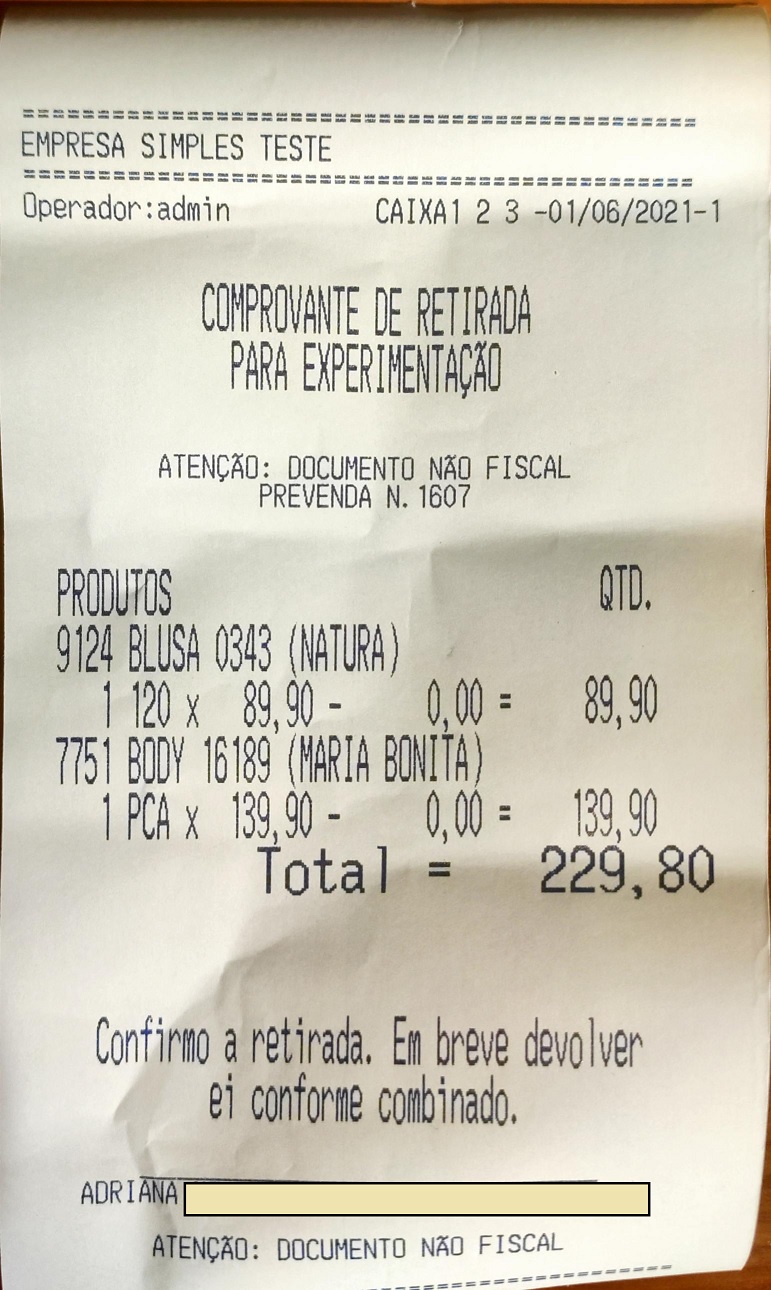 ==============================================
EMPRESA SIMPLES TESTE
==============================================
Operador:admin CAIXA1 2 3 -01/06/2021-1
COMPROVANTE DE RETIRADA
PARA EXPERIMENTAÇÃO
ATENÇÃO: DOCUMENTO NÃO FISCAL
PREVENDA N. 1607
PRODUTOS QTD.
9124 BLUSA 0343 (NATURA)
1 120 x 89,90 - 0,00 = 89,90
7751 BODY 16189 (MARIA BONITA)
1 PCA x 139,90 - 0,00 = 139,90
Total = 229,80
Confirmo a retirada. Em breve devolver
ei conforme combinado.
ADRIANA
ATENÇÃO: DOCUMENTO NÃO FISCAL